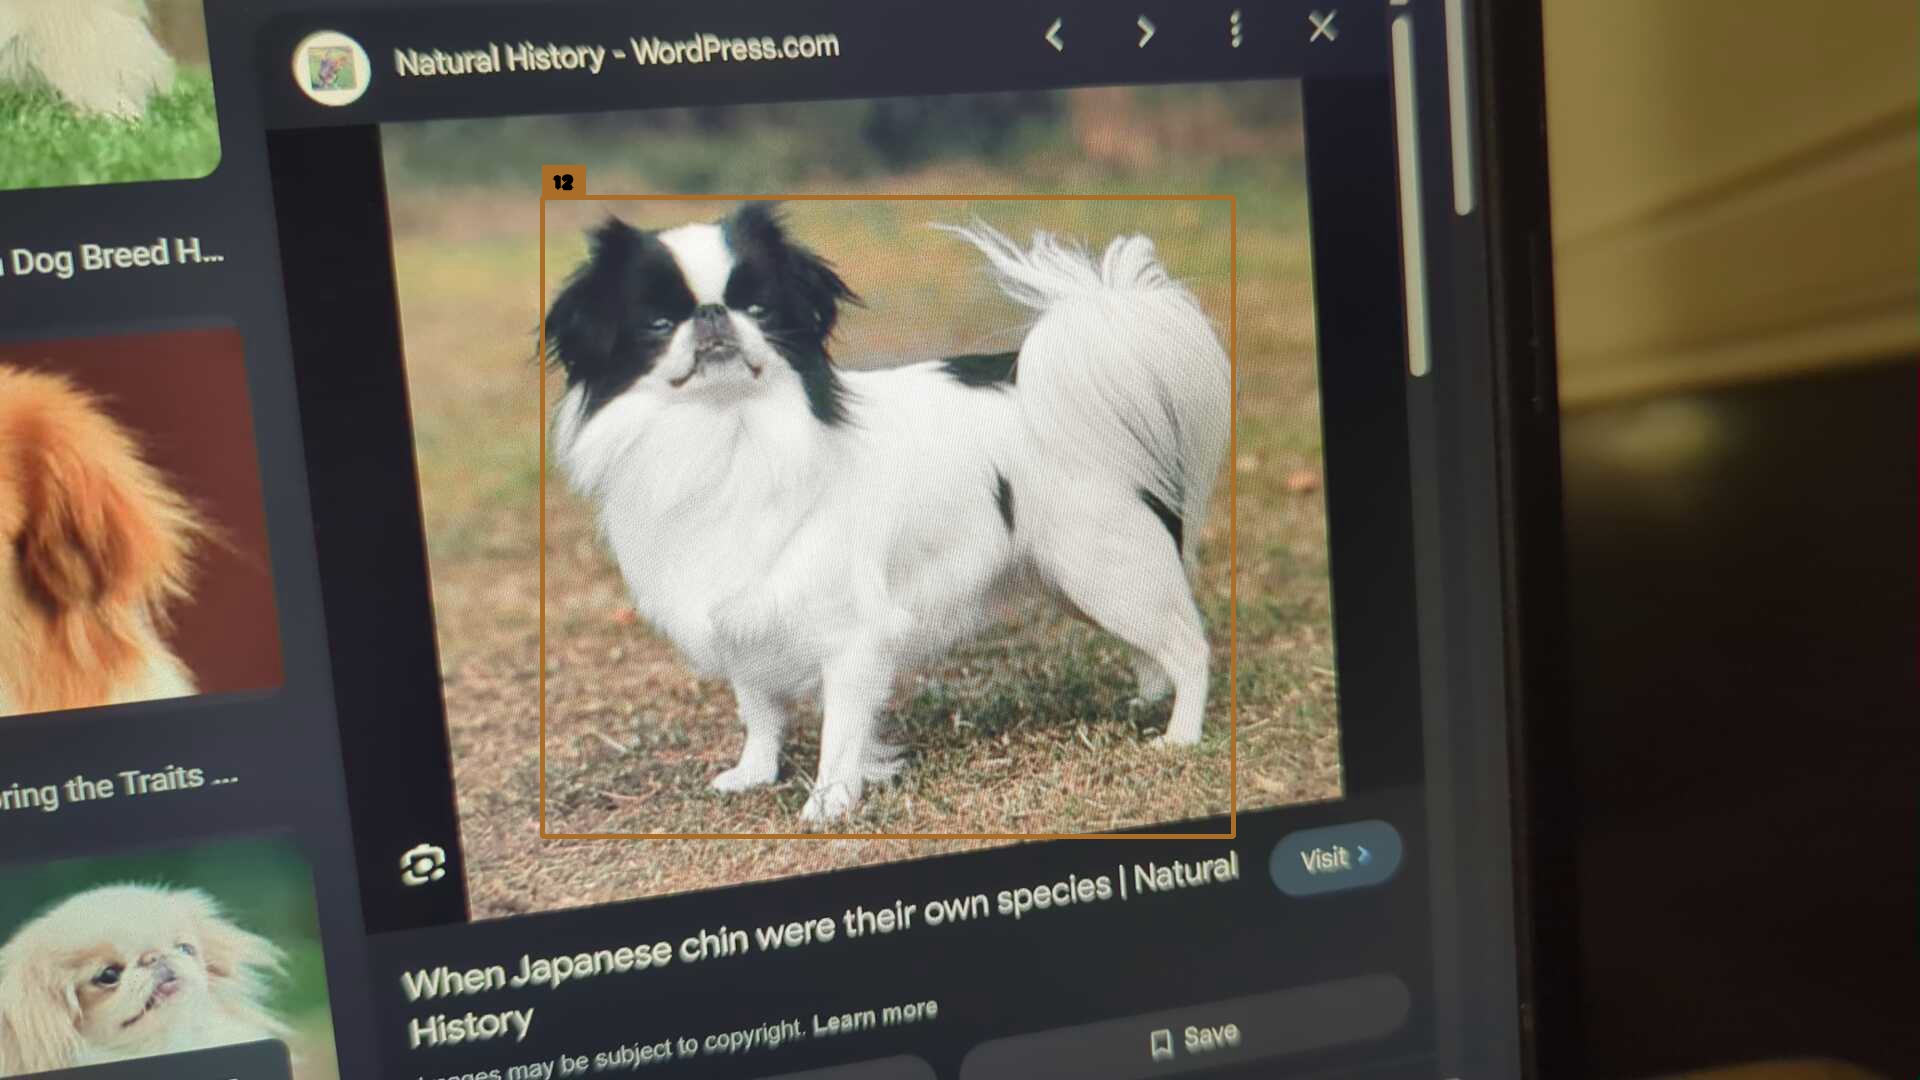 Natural History - WordPress.com
12
Dog Breed H...
the Traits ...
When Japanese chin were their own species | Natural
History
Visit
may be subject to copyright. Learn more
Save